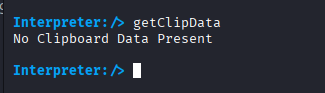 Interpreter:/> getClipData
No Clipboard Data Present
Interpreter:/>